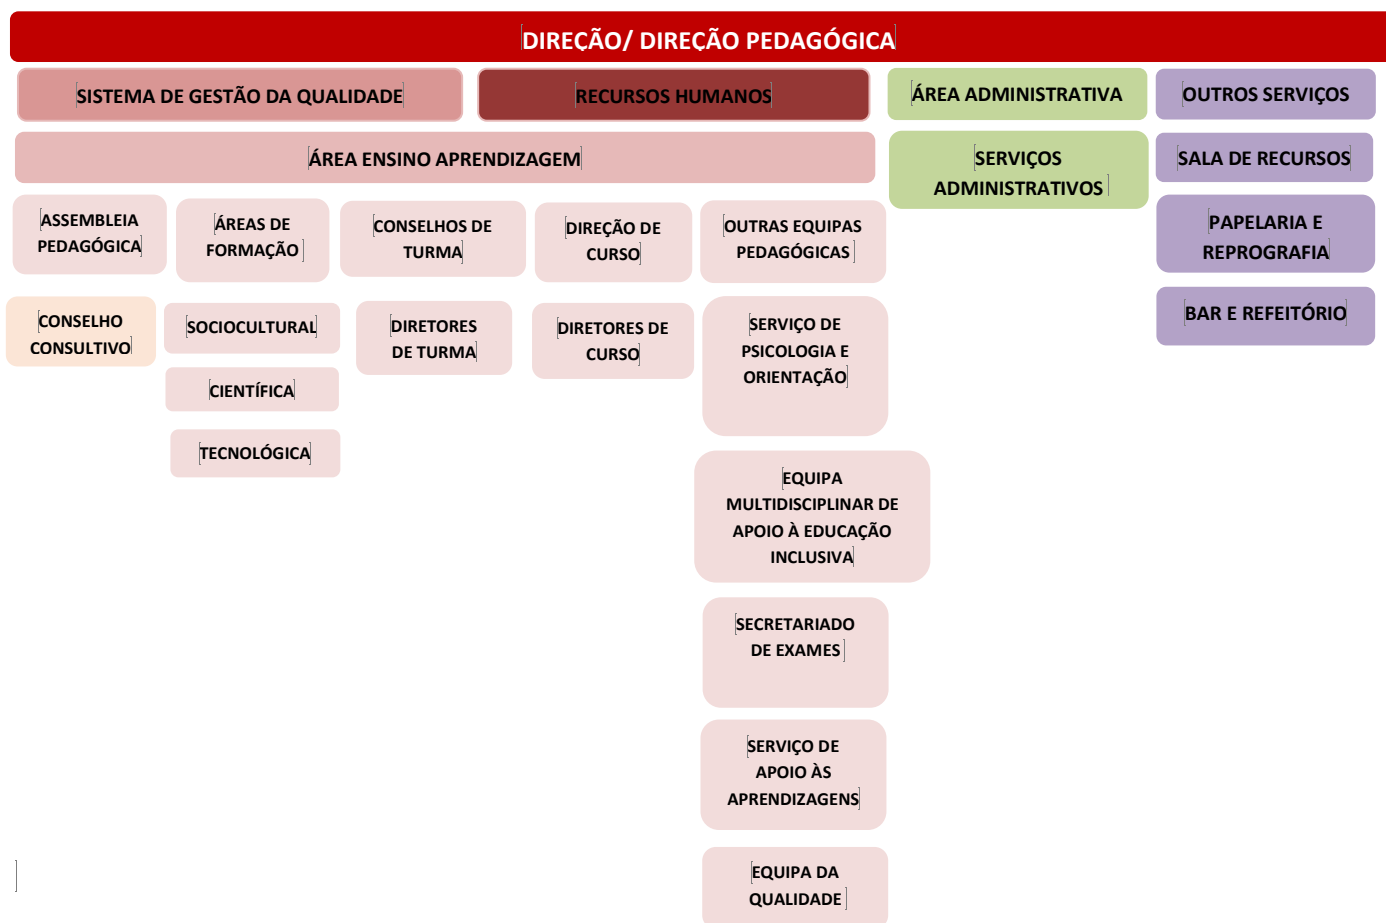 DIREÇÃO/ DIREÇÃO PEDAGÓGICA
SISTEMA DE GESTÃO DA QUALIDADE
RECURSOS HUMANOS
ÁREA ADMINISTRATIVA
OUTROS SERVIÇOS
ÁREA ENSINO APRENDIZAGEM
SERVIÇOS
ADMINISTRATIVOS
SALA DE RECURSOS
ASSEMBLEIA
PEDAGÓGICA
ÁREAS DE
FORMAÇÃO
CONSELHOS DE
TURMA
DIREÇÃO DE
CURSO
OUTRAS EQUIPAS
PEDAGÓGICAS
PAPELARIA E
REPROGRAFIA
CONSELHO
CONSULTIVO
SOCIOCULTURAL
DIRETORES
DE TURMA
DIRETORES DE
CURSO
SERVIÇO DE
PSICOLOGIA E
ORIENTAÇÃO
BAR E REFEITÓRIO
CIENTÍFICA
TECNOLÓGICA
EQUIPA
MULTIDISCIPLINAR DE
APOIO À EDUCAÇÃO
INCLUSIVA
SECRETARIADO
DE EXAMES
SERVIÇO DE
APOIO ÀS
APRENDIZAGENS
EQUIPA DA
QUALIDADE